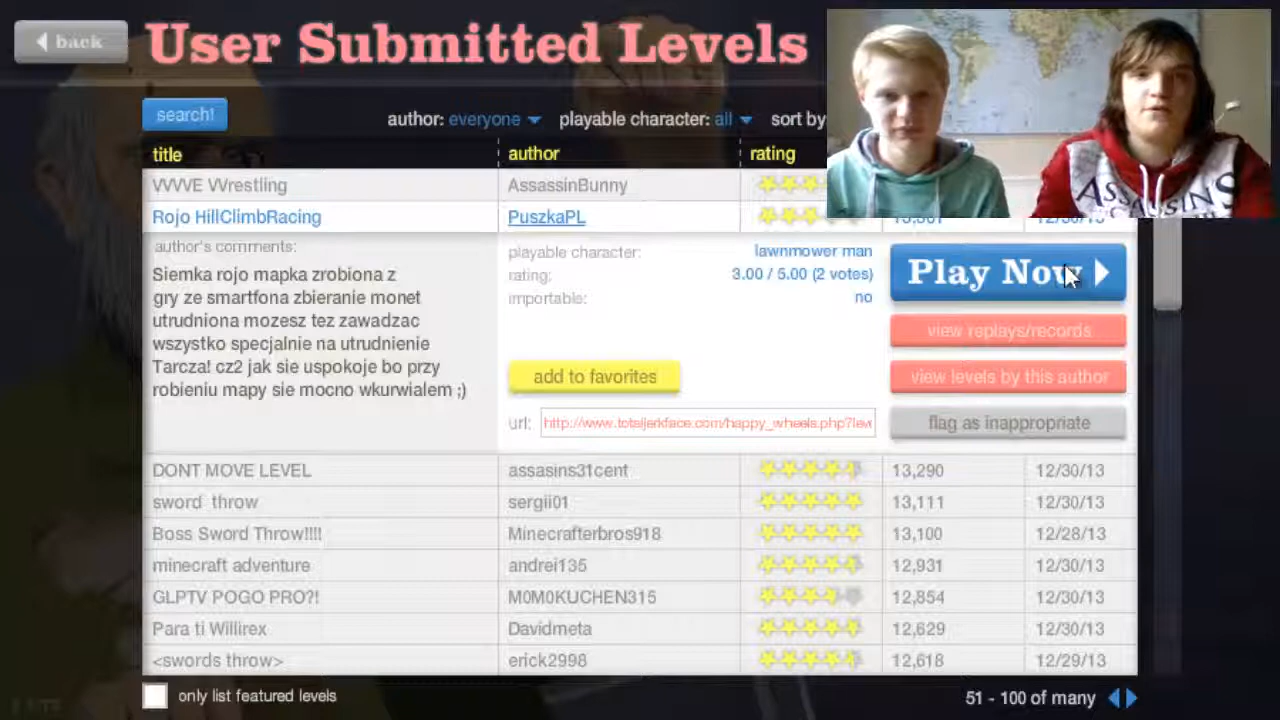 back
User Submitted Levels
search!
author: everyone playable character: all sort by
title author rating
VVVVE VVrestling AssassinBunny
Rojo HillClimbRacing PuszkaPL
author's comments:
Siemka rojo mapka zrobiona z
gry ze smartfona zbieranie monet
utrudniona mozesz tez zawadzac
wszystko specjalnie na utrudnienie
Tarcza! cz2 jak sie uspokoje bo przy
robieniu mapy sie mocno wkurwialem ;)
playable character: lawnmower man
rating: 3.00 / 5.00 (2 votes)
importable: no
add to favorites
url: http://www.totaljerkface.com/happy_wheels.php?lev
Play Now
view replays/records
view levels by this author
flag as inappropriate
DONT MOVE LEVEL assasins31cent 13,290 12/30/13
sword throw sergii01 13,111 12/30/13
Boss Sword Throw!!!! Minecrafterbros918 13,100 12/28/13
minecraft adventure andrei135 12,931 12/30/13
GLPTV POGO PRO?! M0M0KUCHEN315 12,854 12/30/13
Para ti Willirex Davidmeta 12,629 12/30/13
<swords throw> erick2998 12,618 12/29/13
only list featured levels
51 - 100 of many
ASSASSIN'S